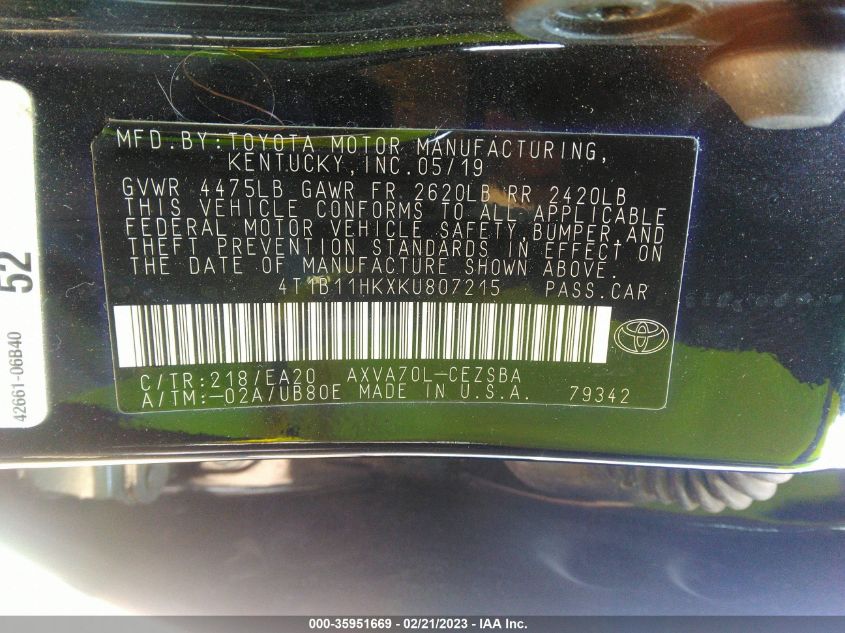 MFD.BY:TOYOTA MOTOR MANUFACTURING,
KENTUCKY,INC.05/19
GVWR 4475LB GAWR FR 2620LB RR 2420LB
THIS VEHICLE CONFORMS TO ALL APPLICABLE
FEDERAL MOTOR VEHICLE SAFETY,BUMPER,AND
THEFT PREVENTION STANDARDS IN EFFECT ON
THE DATE OF MANUFACTURE SHOWN ABOVE.
4T1B11HKXKU807215 PASS.CAR
C/TR:218/EA20 AXVA70L-CEZSBA
A/TM:-02A/UB80E MADE IN U.S.A. 79342
52
42661-06B40
000-35951669 - 02/21/2023 - IAA Inc.